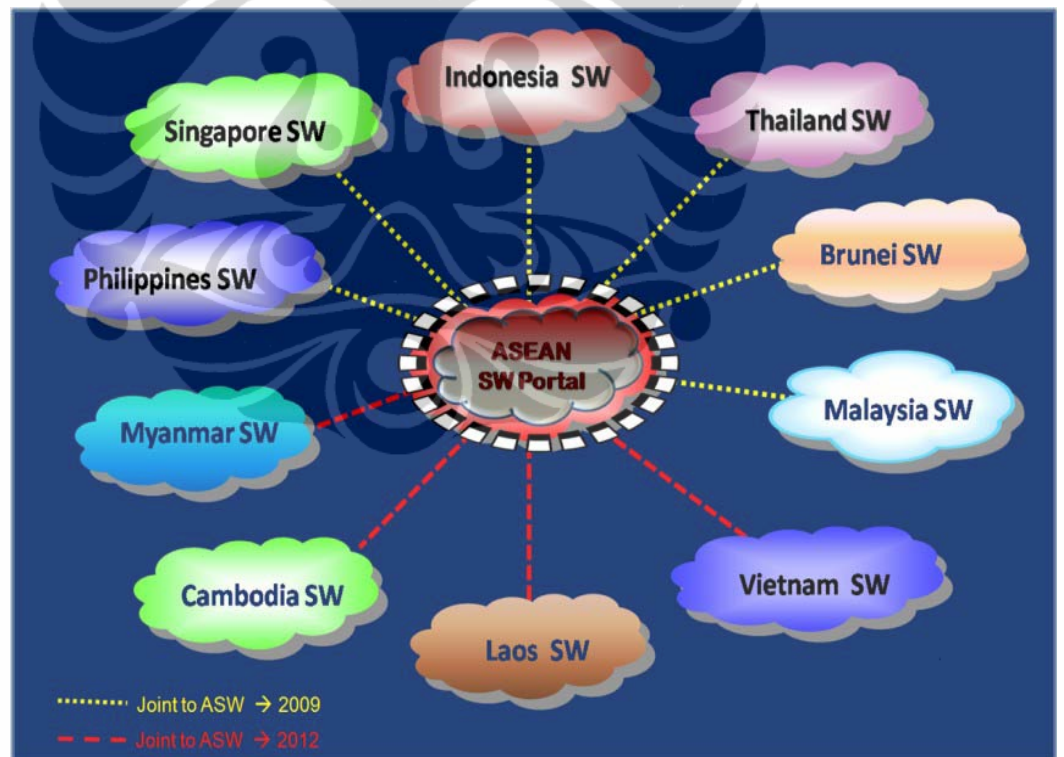 Indonesia SW
Singapore SW
Thailand SW
Philippines SW
Brunei SW
ASEAN
SW Portal
Myanmar SW
Malaysia SW
Cambodia SW
Laos SW
Vietnam SW
Joint to ASW → 2009
Joint to ASW → 2012